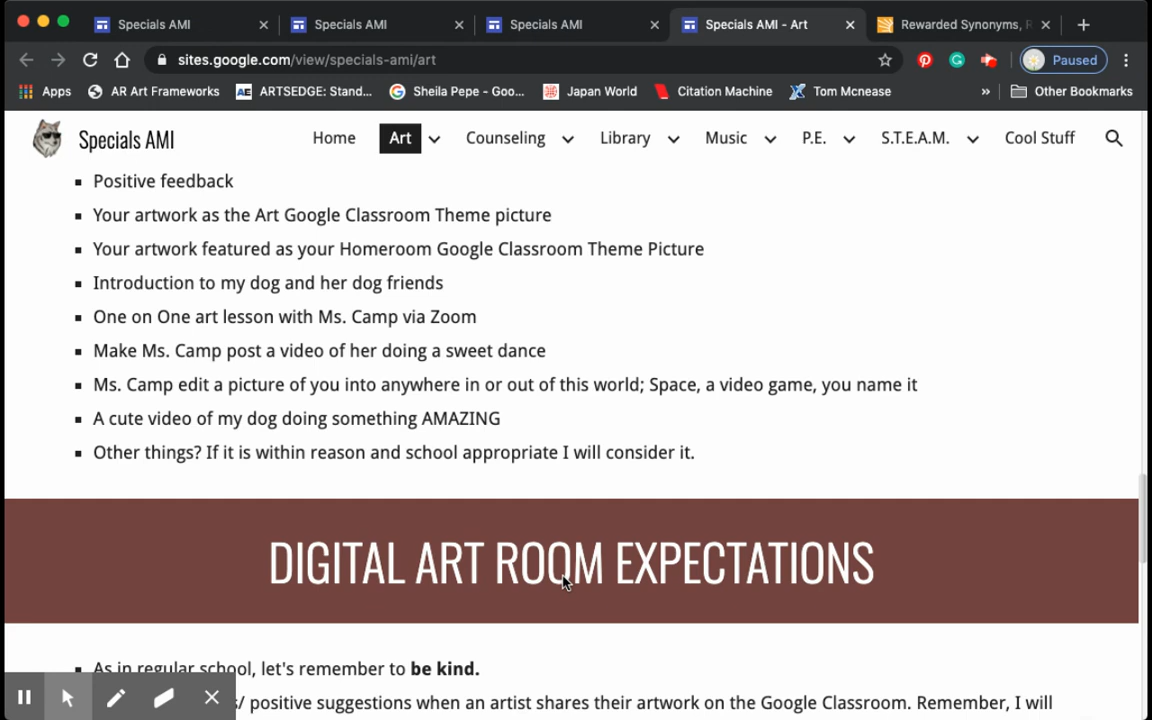 Specials AMI
Specials AMI
Specials AMI
Specials AMI - Art
Rewarded Synonyms,
sites.google.com/view/specials-ami/art
Paused
Apps
AR Art Frameworks
ARTSEDGE: Stand...
Sheila Pepe - Goo...
Japan World
Citation Machine
Tom Mcnease
»
Other Bookmarks
Specials AMI
Home
Art
Counseling
Library
Music
P.E.
S.T.E.A.M.
Cool Stuff
Positive feedback
Your artwork as the Art Google Classroom Theme picture
Your artwork featured as your Homeroom Google Classroom Theme Picture
Introduction to my dog and her dog friends
One on One art lesson with Ms. Camp via Zoom
Make Ms. Camp post a video of her doing a sweet dance
Ms. Camp edit a picture of you into anywhere in or out of this world; Space, a video game, you name it
A cute video of my dog doing something AMAZING
Other things? If it is within reason and school appropriate I will consider it.
DIGITAL ART ROOM EXPECTATIONS
As in regular school, let's remember to be kind.
s/ positive suggestions when an artist shares their artwork on the Google Classroom. Remember, I will